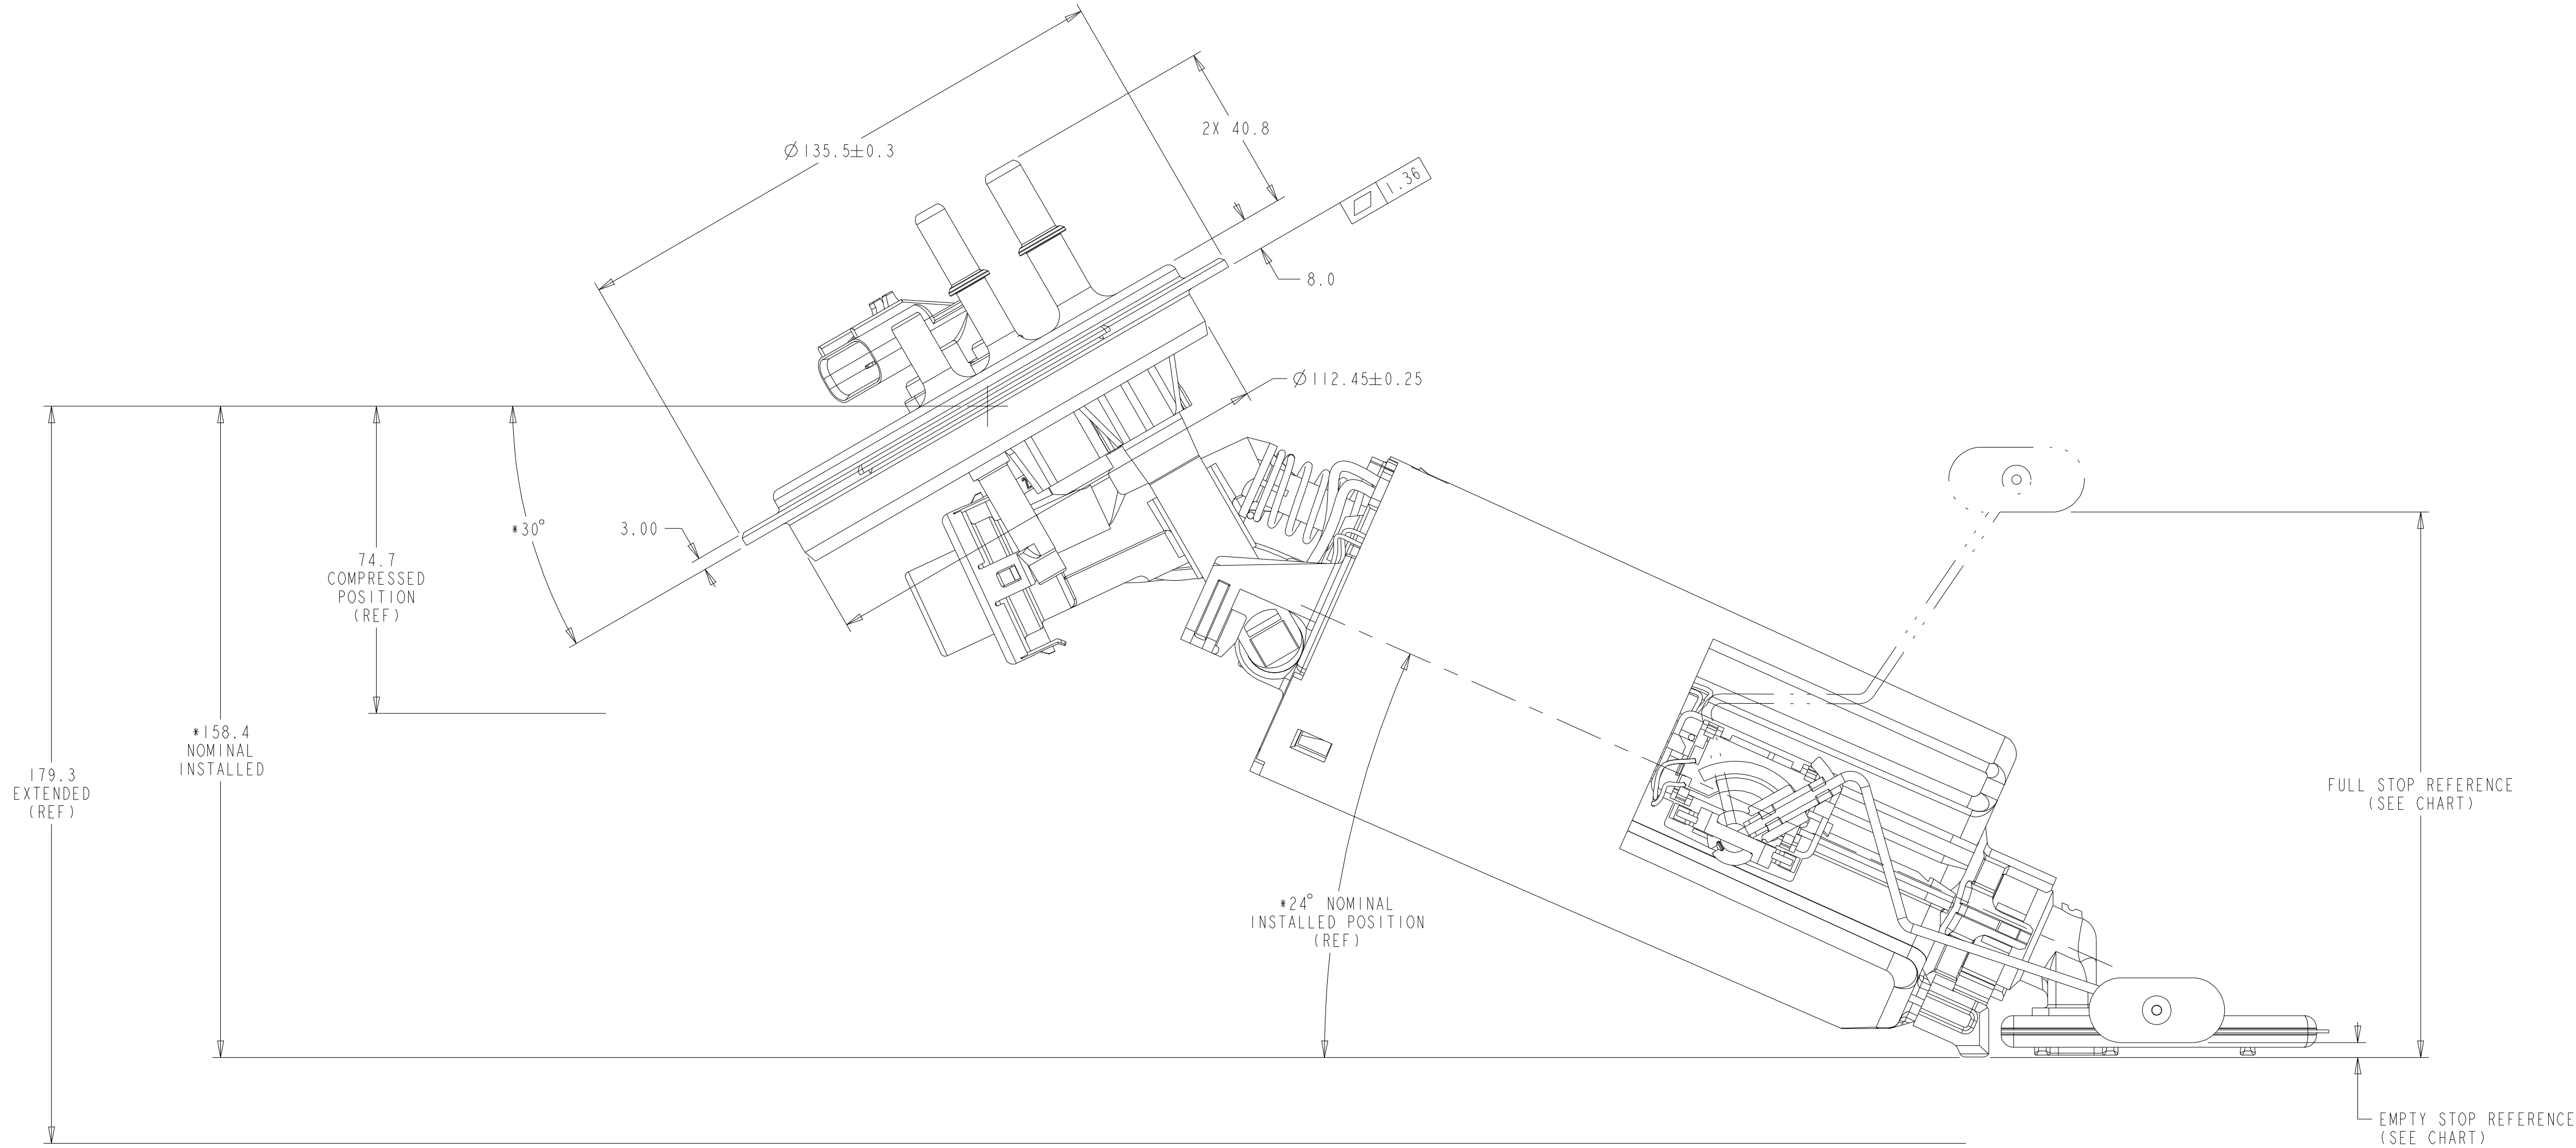 2X 40.8
Ø135.5±0.3
1.36
8.0
Ø112.45±0.25
*30°
3.00
74.7
COMPRESSED
POSITION
(REF)
*158.4
NOMINAL
INSTALLED
179.3
EXTENDED
(REF)
2
FULL STOP REFERENCE
(SEE CHART)
*24° NOMINAL
INSTALLED POSITION
(REF)
EMPTY STOP REFERENCE
(SEE CHART)